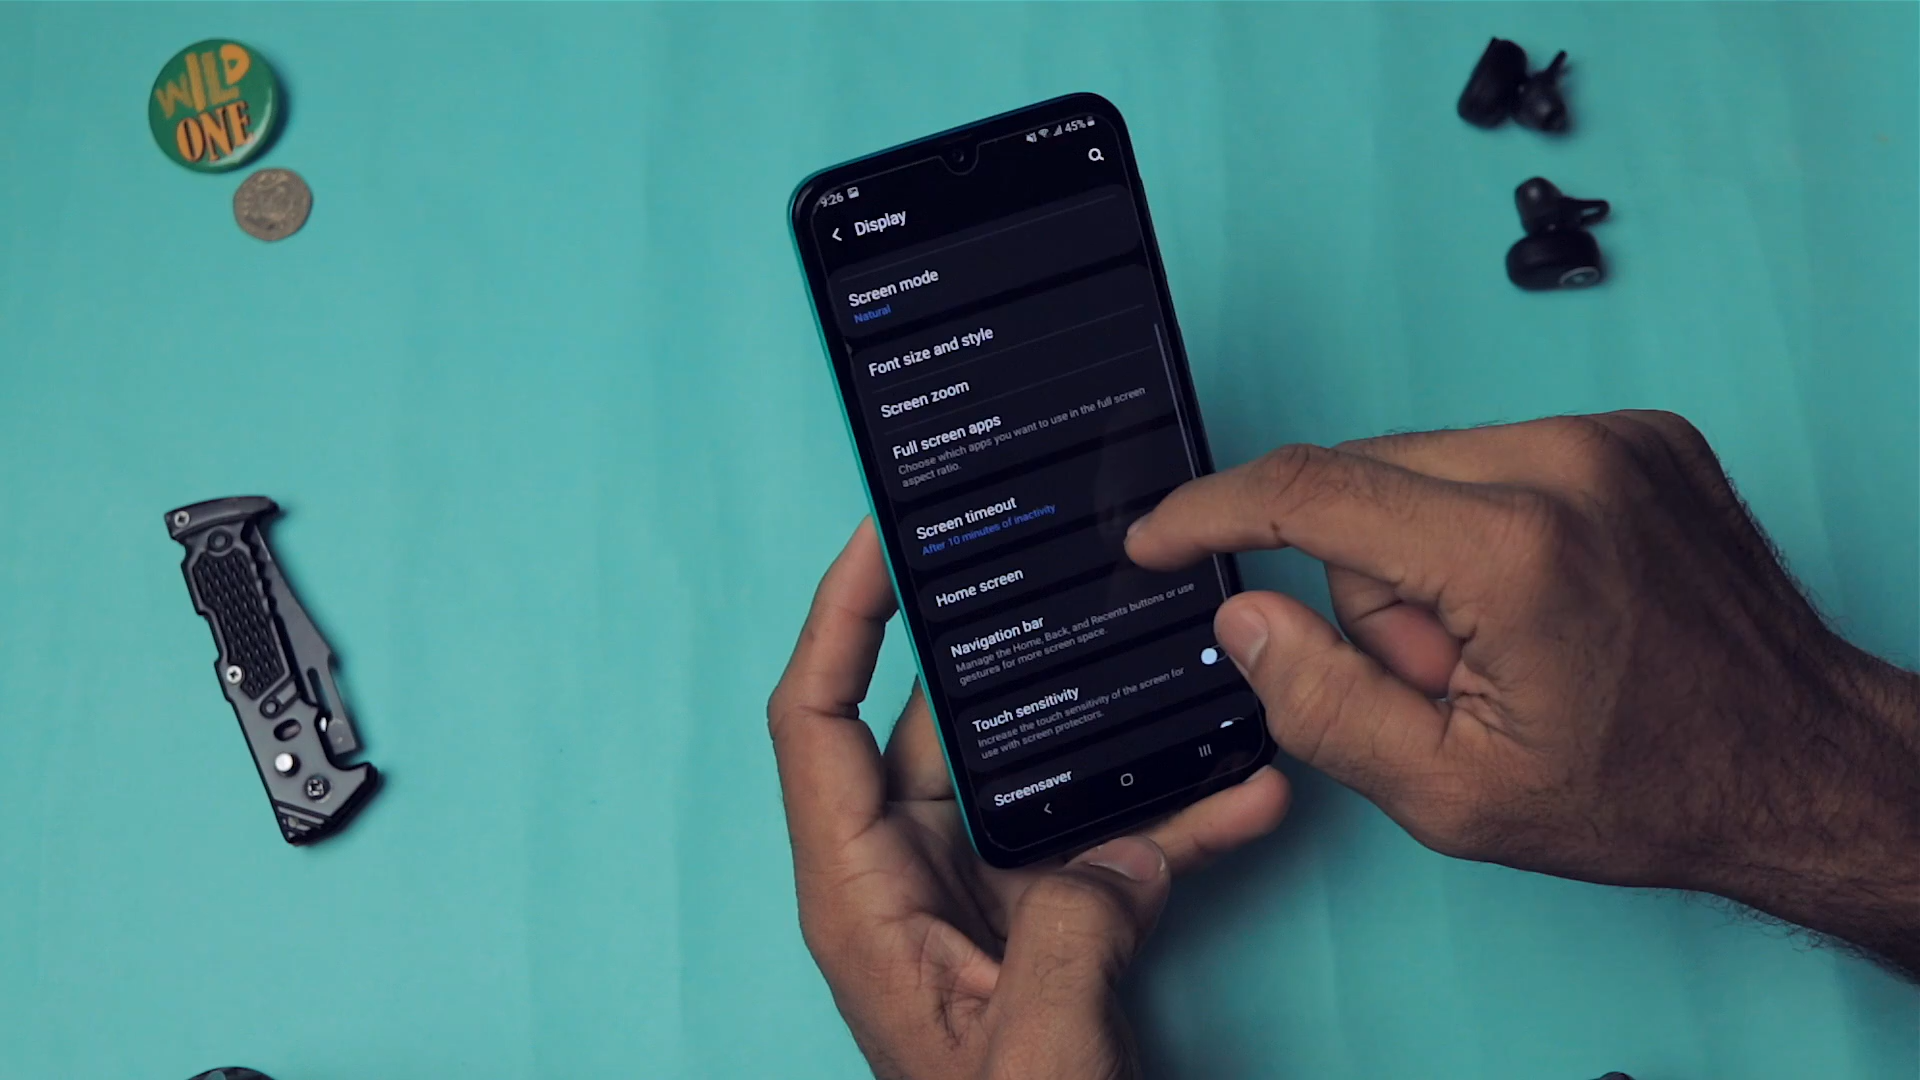 WILD
ONE
9:26
45%
Display
Screen mode
Natural
Font size and style
Screen zoom
Full screen apps
Choose which apps you want to use in the full screen
aspect ratio.
Screen timeout
After 10 minutes of inactivity
Home screen
Navigation bar
Manage the Home, Back, and Recents buttons or use
gestures for more screen space.
Touch sensitivity
Increase the touch sensitivity of the screen for
use with screen protectors.
Screensaver